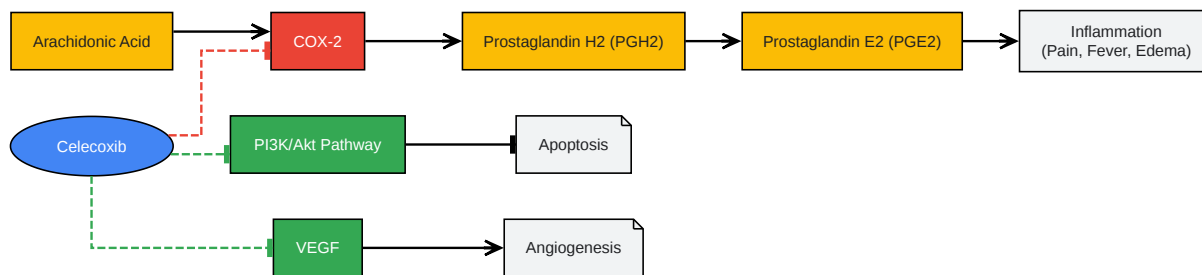 Arachidonic Acid
COX-2
Prostaglandin H2 (PGH2)
Prostaglandin E2 (PGE2)
Inflammation
(Pain, Fever, Edema)
Celecoxib
PI3K/Akt Pathway
Apoptosis
VEGF
Angiogenesis